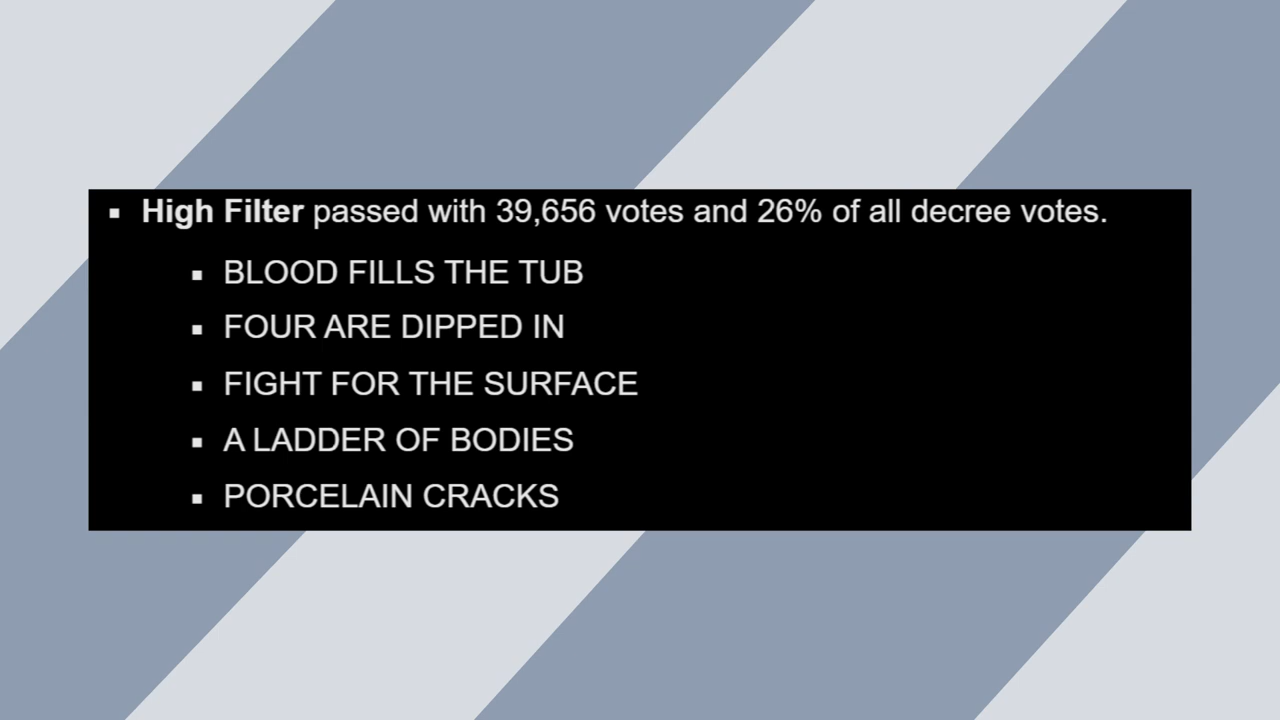 High Filter passed with 39,656 votes and 26% of all decree votes.
BLOOD FILLS THE TUB
FOUR ARE DIPPED IN
FIGHT FOR THE SURFACE
A LADDER OF BODIES
PORCELAIN CRACKS